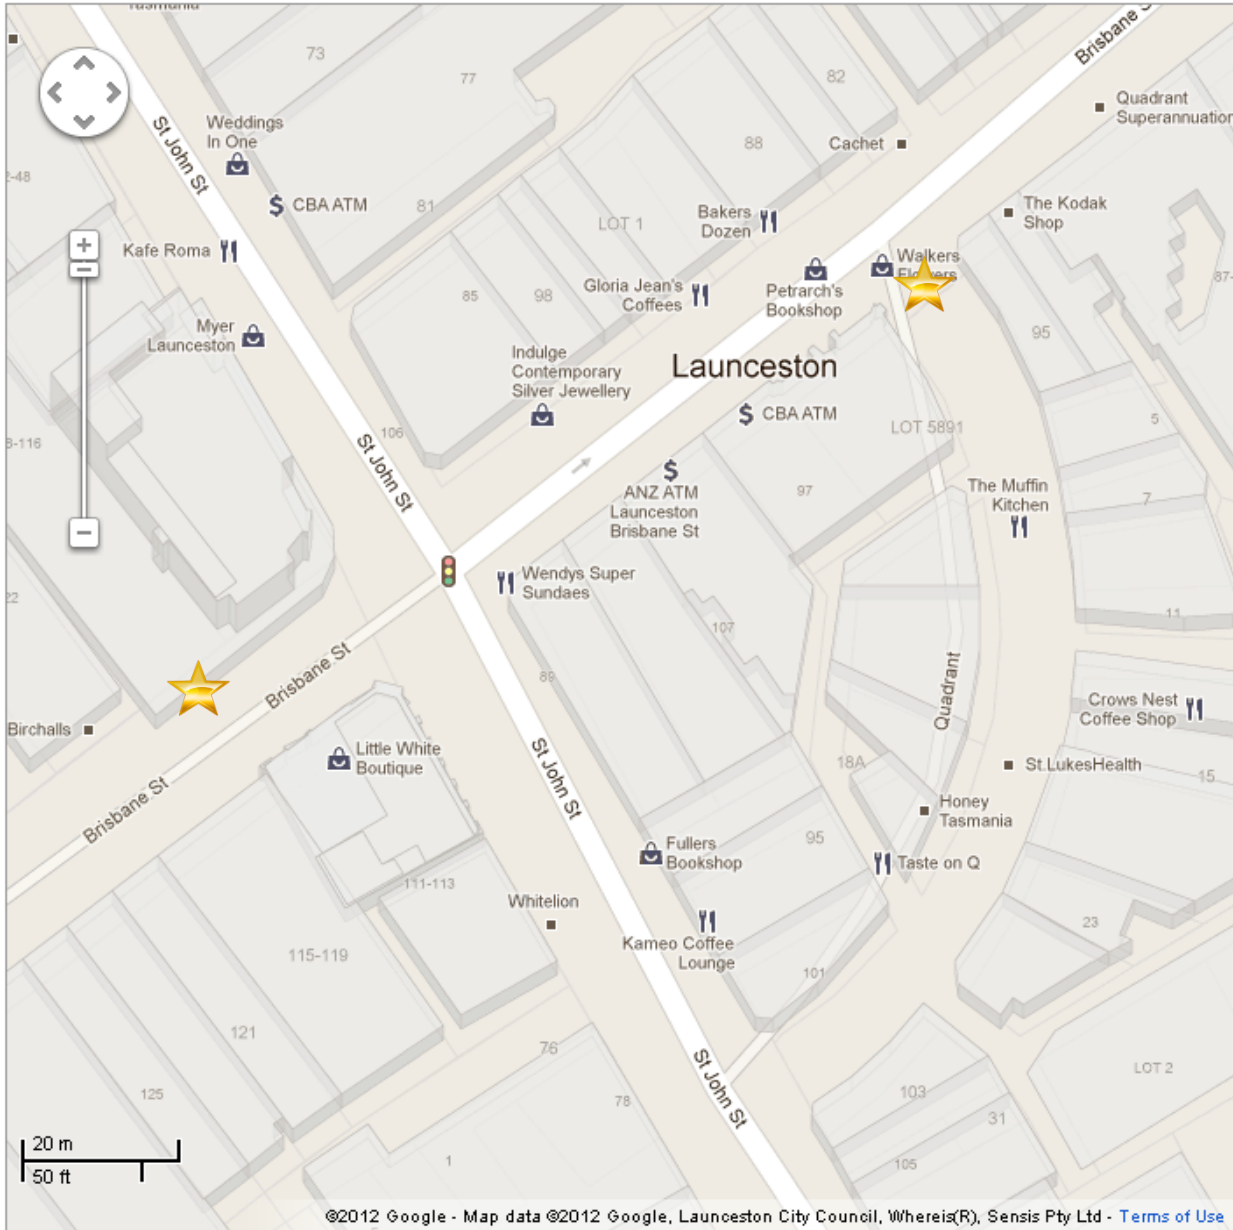 Tasmania
Brisbane S
73
77
82
Quadrant
Superannuation
Weddings
In One
St John St
88
Cachet
2-48
CBA ATM
81
LOT 1
Bakers
Dozen
The Kodak
Shop
Kafe Roma
Walkers
Flowers
87-
Gloria Jean's
Coffees
Petrarch's
Bookshop
85
98
Myer
Launceston
95
Indulge
Contemporary
Silver Jewellery
Launceston
CBA ATM
5
106
LOT 5891
3-116
St John St
ANZ ATM
Launceston
Brisbane St
97
The Muffin
Kitchen
7
Wendys Super
Sundaes
22
11
107
Brisbane St
89
Quadrant
Birchalls
Crows Nest
Coffee Shop
Little White
Boutique
St John St
18A
St.LukesHealth
15
Brisbane St
Honey
Tasmania
95
Fullers
Bookshop
Taste on Q
111-113
Whitelion
23
Kameo Coffee
Lounge
115-119
101
121
76
St John St
LOT 2
125
78
103
31
20 m
50 ft
1
105
©2012 Google - Map data ©2012 Google, Launceston City Council, Whereis(R), Sensis Pty Ltd - Terms of Use